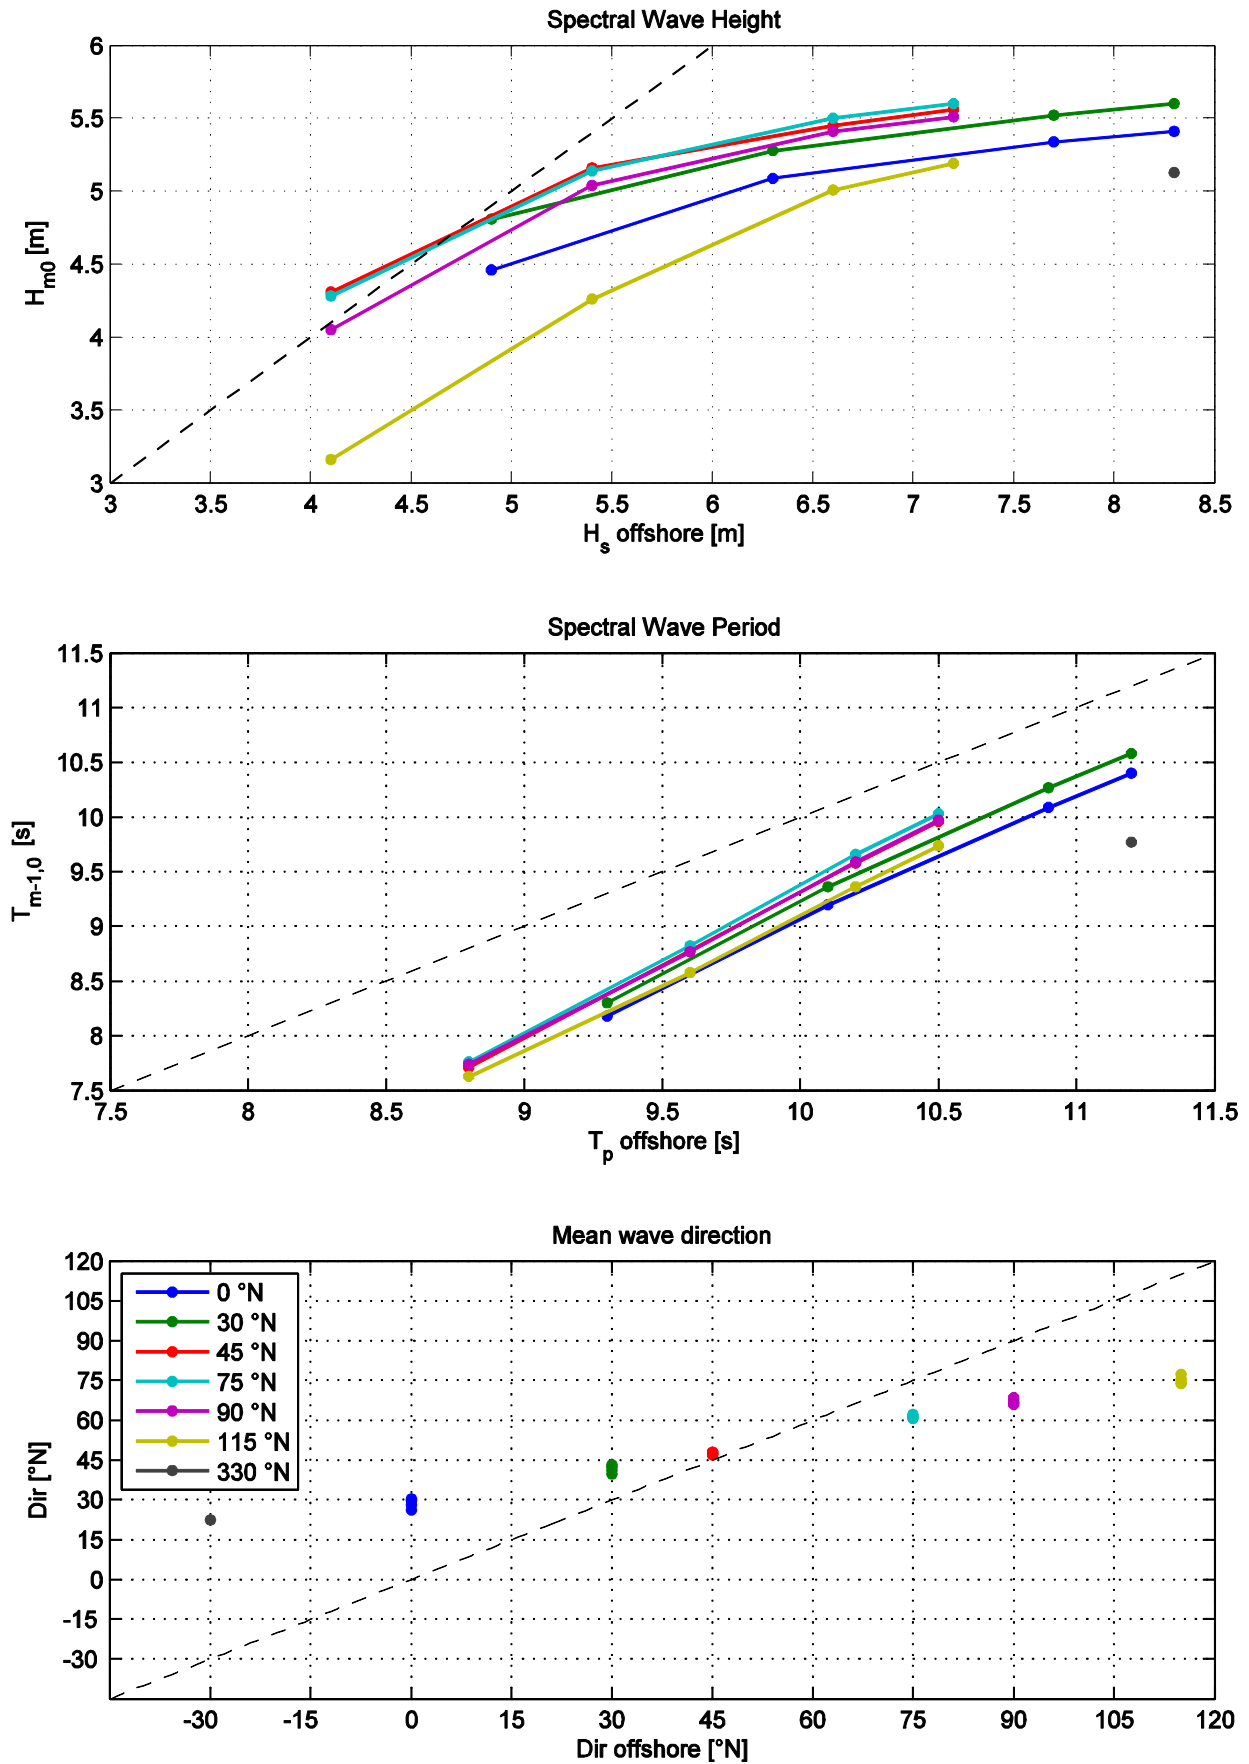 Spectral Wave Height
6
5.5
5
4.5
4
3.5
3
H_m0 [m]
3 3.5 4 4.5 5 5.5 6 6.5 7 7.5 8 8.5
H_s offshore [m]
Spectral Wave Period
11.5
11
10.5
10
9.5
9
8.5
8
7.5
T_m-1,0 [s]
7.5 8 8.5 9 9.5 10 10.5 11 11.5
T_p offshore [s]
Mean wave direction
120
105
90
75
60
45
30
15
0
-15
-30
Dir [°N]
0 °N
30 °N
45 °N
75 °N
90 °N
115 °N
330 °N
-30 -15 0 15 30 45 60 75 90 105 120
Dir offshore [°N]